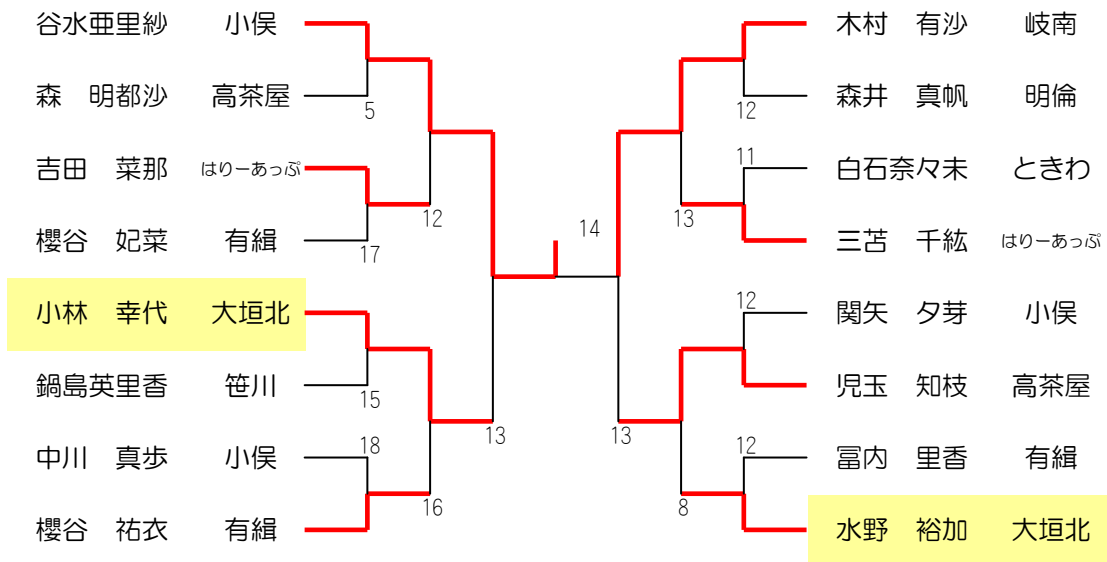 谷水亜里紗 小俣
森 明都沙 高茶屋
5
吉田 菜那 はりーあっぷ
12
櫻谷 妃菜 有緝
17
小林 幸代 大垣北
鍋島英里香 笹川
15
13
中川 真歩 小俣
18
櫻谷 祐衣 有緝
16
14
木村 有沙 岐南
森井 真帆 明倫
12
白石奈々未 ときわ
11
13
三苫 千紘 はりーあっぷ
関矢 夕芽 小俣
12
児玉 知枝 高茶屋
13
冨内 里香 有緝
12
水野 裕加 大垣北
8